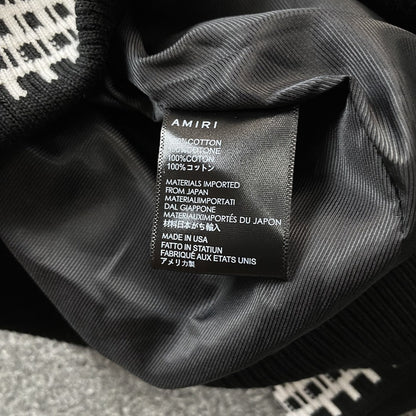 AMIRI
100%COTTON
100%COTONE
100%COTON
100%コットン
MATERIALS IMPORTED
FROM JAPAN
MATERIALIMPORTATI
DAL GIAPPONE
MATERIAUXIMPORTÉS DU JAPON
材料日本がち輸入
MADE IN USA
FATTO IN STATIUN
FABRIQUÉ AUX ETATS UNIS
アメリカ製